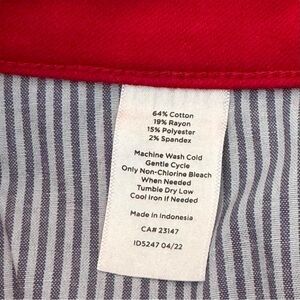 64% Cotton
19% Rayon
15% Polyester
2% Spandex
Machine Wash Cold
Gentle Cycle
Only Non-Chlorine Bleach
When Needed
Tumble Dry Low
Cool Iron If Needed
Made in Indonesia
CA# 23147
ID5247 04/22